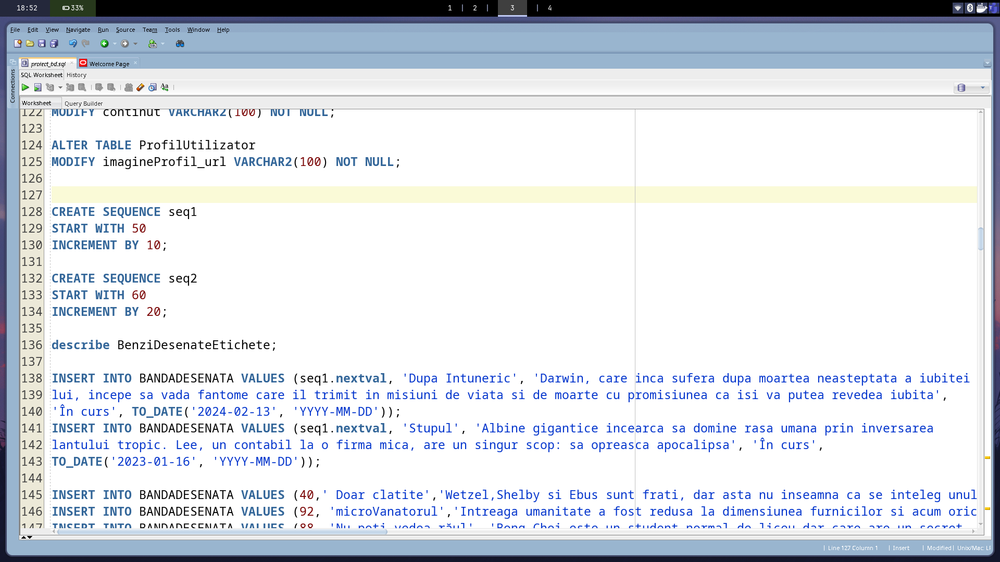 18:52 33% 1 | 2 | 3 | 4
File Edit View Navigate Run Source Team Tools Window Help
proiect_bd.sql Welcome Page
Connections
SQL Worksheet History
Worksheet Query Builder
122 MODIFY continut VARCHAR2(100) NOT NULL;
123
124 ALTER TABLE ProfilUtilizator
125 MODIFY imagineProfil_url VARCHAR2(100) NOT NULL;
126
127
128 CREATE SEQUENCE seq1
129 START WITH 50
130 INCREMENT BY 10;
131
132 CREATE SEQUENCE seq2
133 START WITH 60
134 INCREMENT BY 20;
135
136 describe BenziDesenateEtichete;
137
138 INSERT INTO BANDADESENATA VALUES (seq1.nextval, 'Dupa Intuneric', 'Darwin, care inca sufera dupa moartea neasteptata a iubitei
139 lui, incepe sa vada fantome care il trimit in misiuni de viata si de moarte cu promisiunea ca isi va putea revedea iubita',
140 'În curs', TO_DATE('2024-02-13', 'YYYY-MM-DD'));
141 INSERT INTO BANDADESENATA VALUES (seq1.nextval, 'Stupul', 'Albine gigantice incearca sa domine rasa umana prin inversarea
142 lantului tropic. Lee, un contabil la o firma mica, are un singur scop: sa opreasca apocalipsa', 'În curs',
143 TO_DATE('2023-01-16', 'YYYY-MM-DD'));
144
145 INSERT INTO BANDADESENATA VALUES (40,' Doar clatite','Wetzel,Shelby si Ebus sunt frati, dar asta nu inseamna ca se inteleg unul
146 INSERT INTO BANDADESENATA VALUES (92, 'microVanatorul','Intreaga umanitate a fost redusa la dimensiunea furnicilor si acum oric
147 INSERT INTO BANDADESENATA VALUES (88, 'Nu poti vedea răul', 'Bong Choi este un student normal de liceu dar care are un secret
Line 127 Column 1 | Insert | Modified | Unix/Mac: LF